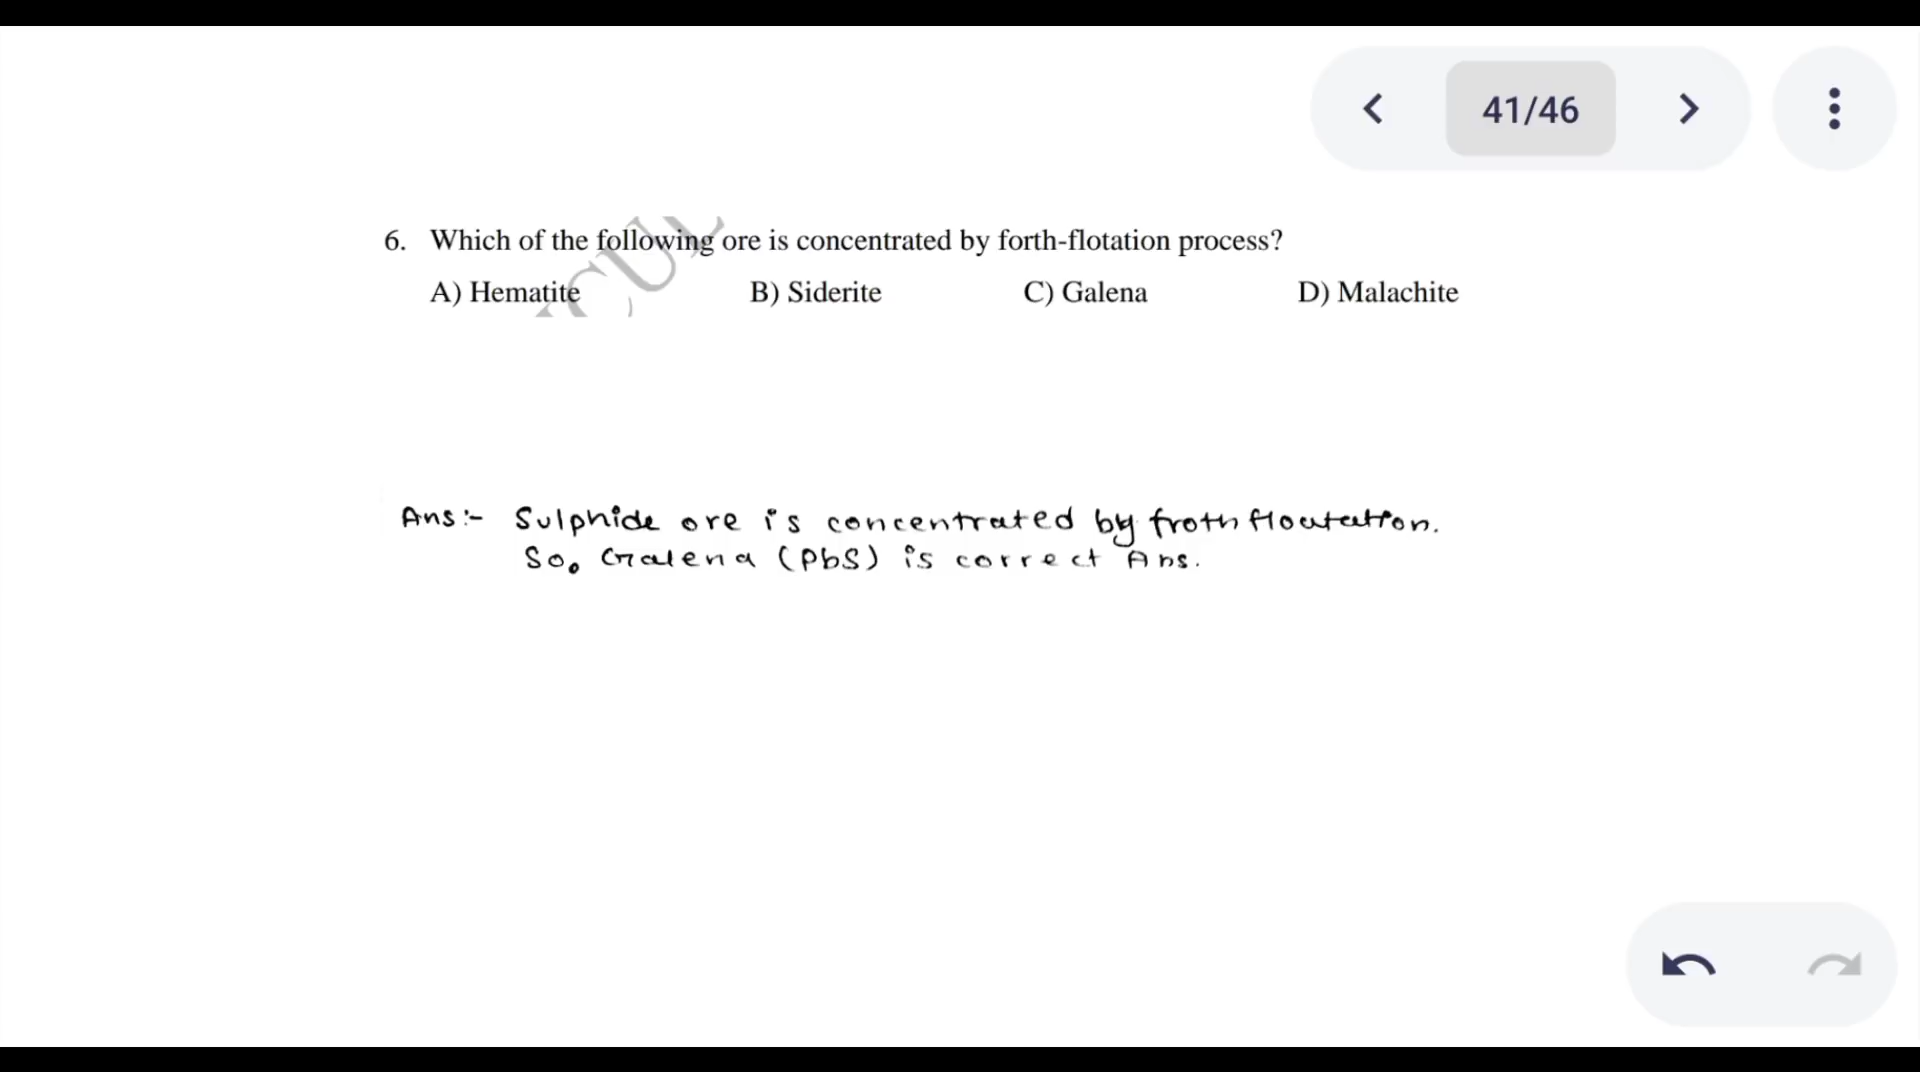 41/46
6. Which of the following ore is concentrated by forth-flotation process?
A) Hematite B) Siderite C) Galena D) Malachite
Ans:- Sulphide ore is concentrated by froth floatation.
So. Galena (PbS) is correct Ans.